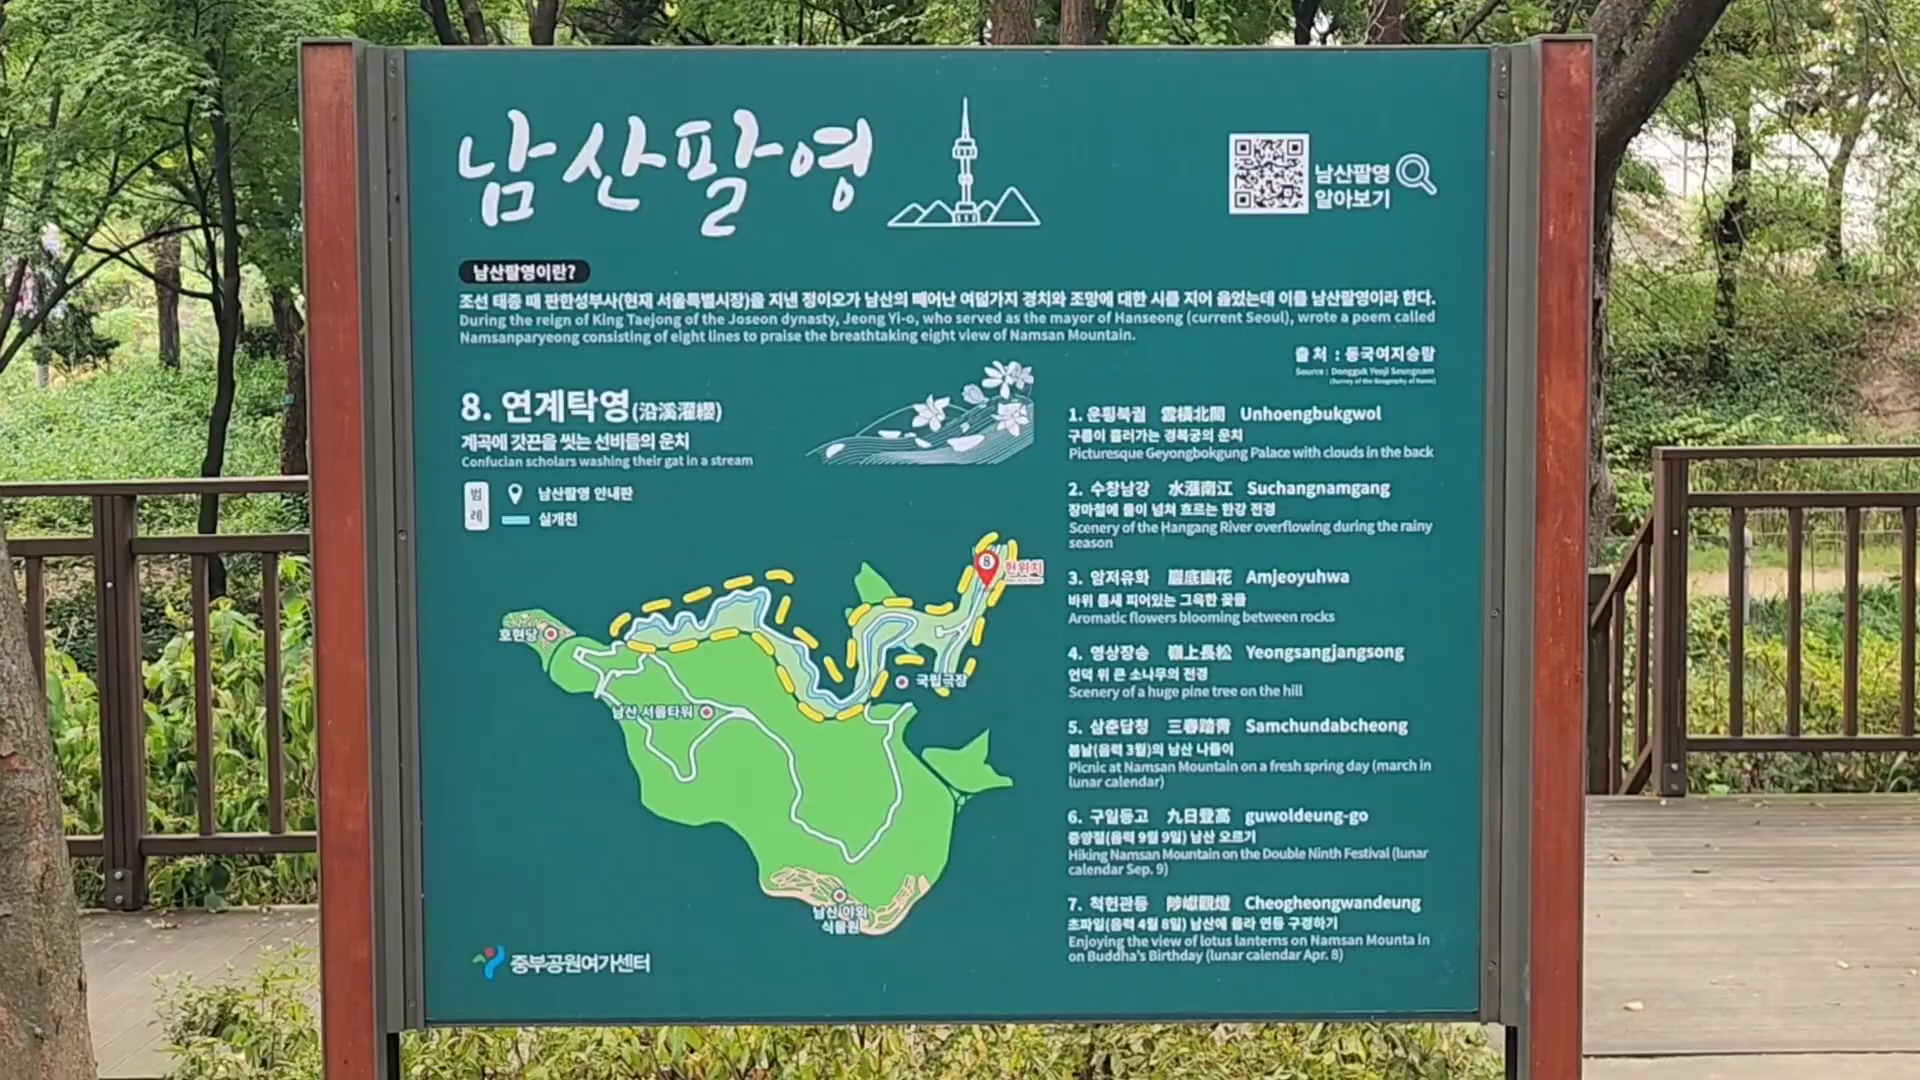 남산팔영
남산팔영
알아보기
남산팔영이란?
조선 태종 때 판한성부사(현재 서울특별시장)을 지낸 정이오가 남산의 빼어난 여덟가지 경치와 조망에 대한 시를 지어 읊었는데 이를 남산팔영이라 한다.
During the reign of King Taejong of the Joseon dynasty, Jeong Yi-o, who served as the mayor of Hanseong (current Seoul), wrote a poem called
Namsanparyeong consisting of eight lines to praise the breathtaking eight view of Namsan Mountain.
출처 : 동국여지승람
Source : Dongguk Yeoji Seungnam
(Survey of the Geography of Korea)
8. 연계탁영(沿溪濯纓)
계곡에 갓끈을 씻는 선비들의 운치
Confucian scholars washing their gat in a stream
범례
남산팔영 안내판
실개천
8
현위치
호현당
국립극장
남산 서울타워
남산 야외
식물원
중부공원여가센터
1. 운횡북궐 雲橫北闕 Unhoengbukgwol
구름이 흘러가는 경복궁의 운치
Picturesque Geyongbokgung Palace with clouds in the back
2. 수창남강 水漲南江 Suchangnamgang
장마철에 물이 넘쳐 흐르는 한강 전경
Scenery of the Hangang River overflowing during the rainy
season
3. 암저유화 巖底幽花 Amjeoyuhwa
바위 틈새 피어있는 그윽한 꽃들
Aromatic flowers blooming between rocks
4. 영상장송 嶺上長松 Yeongsangjangsong
언덕 위 큰 소나무의 전경
Scenery of a huge pine tree on the hill
5. 삼춘답청 三春踏靑 Samchundabcheong
봄날(음력 3월)의 남산 나들이
Picnic at Namsan Mountain on a fresh spring day (march in
lunar calendar)
6. 구일등고 九日登高 guwoldeung-go
중양절(음력 9월 9일) 남산 오르기
Hiking Namsan Mountain on the Double Ninth Festival (lunar
calendar Sep. 9)
7. 척헌관등 陟巘觀燈 Cheogheongwandeung
초파일(음력 4월 8일) 남산에 올라 연등 구경하기
Enjoying the view of lotus lanterns on Namsan Mounta in
on Buddha's Birthday (lunar calendar Apr. 8)